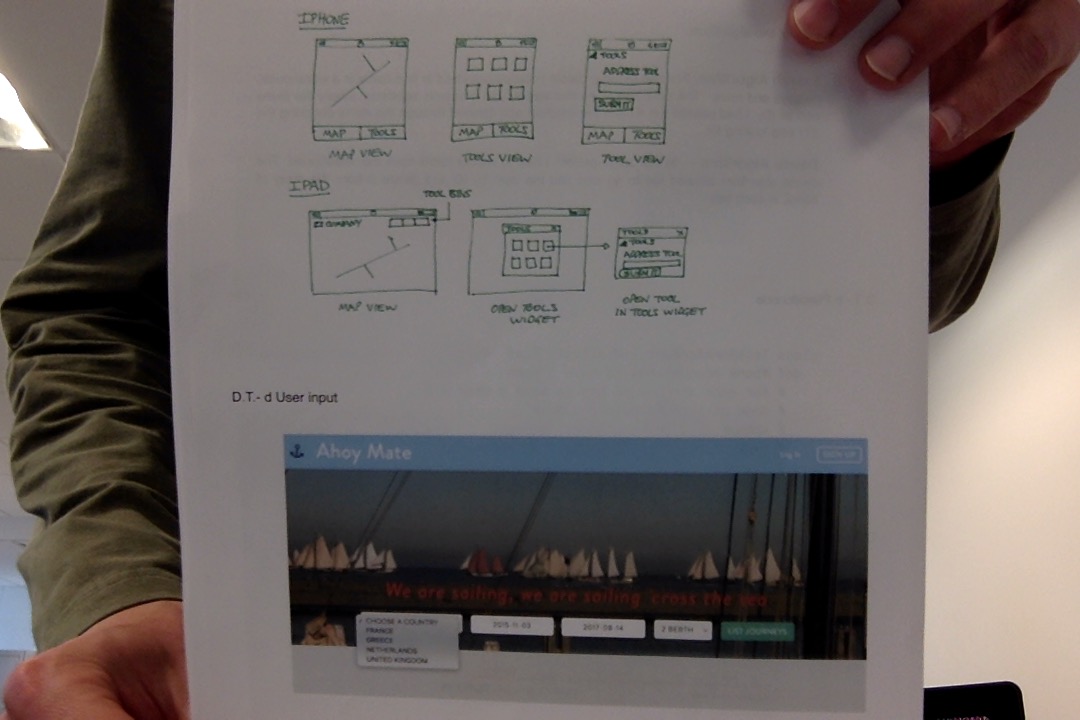 IPHONE
TOOLS
ADDRESS TOOL
SUBMIT
MAP TOOLS
MAP TOOLS
MAP TOOLS
MAP VIEW
TOOLS VIEW
TOOL VIEW
IPAD
TOOL BTNS
COMPANY
TOOLS
TOOLS
TOOLS
ADDRESS TOOL
SUBMIT
MAP VIEW
OPEN TOOLS
WIDGET
OPEN TOOL
IN TOOLS WIDGET
D.T.- d User input
Ahoy Mate
Log In
SIGN UP
We are sailing, we are sailing 'cross the sea
CHOOSE A COUNTRY
FRANCE
GREECE
NETHERLANDS
UNITED KINGDOM
2015-11-03
2017-08-14
2 BERTH
LIST JOURNEYS